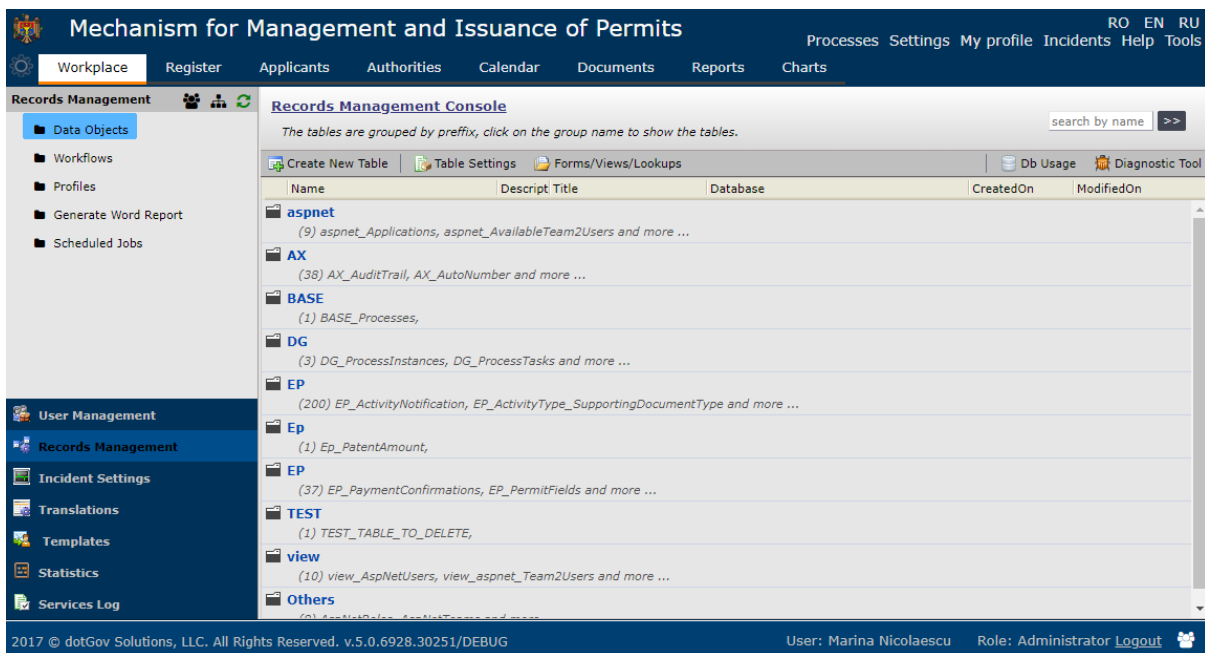 Mechanism for Management and Issuance of Permits
RO EN RU
Processes Settings My profile Incidents Help Tools
Workplace Register Applicants Authorities Calendar Documents Reports Charts
Records Management
Data Objects
Workflows
Profiles
Generate Word Report
Scheduled Jobs
User Management
Records Management
Incident Settings
Translations
Templates
Statistics
Services Log
Records Management Console
The tables are grouped by preffix, click on the group name to show the tables.
search by name >>
Create New Table Table Settings Forms/Views/Lookups Db Usage Diagnostic Tool
Name Descript Title Database CreatedOn ModifiedOn
aspnet
(9) aspnet_Applications, aspnet_AvailableTeam2Users and more ...
AX
(38) AX_AuditTrail, AX_AutoNumber and more ...
BASE
(1) BASE_Processes,
DG
(3) DG_ProcessInstances, DG_ProcessTasks and more ...
EP
(200) EP_ActivityNotification, EP_ActivityType_SupportingDocumentType and more ...
Ep
(1) Ep_PatentAmount,
EP
(37) EP_PaymentConfirmations, EP_PermitFields and more ...
TEST
(1) TEST_TABLE_TO_DELETE,
view
(10) view_AspNetUsers, view_aspnet_Team2Users and more ...
Others
2017 © dotGov Solutions, LLC. All Rights Reserved. v.5.0.6928.30251/DEBUG User: Marina Nicolaescu Role: Administrator Logout